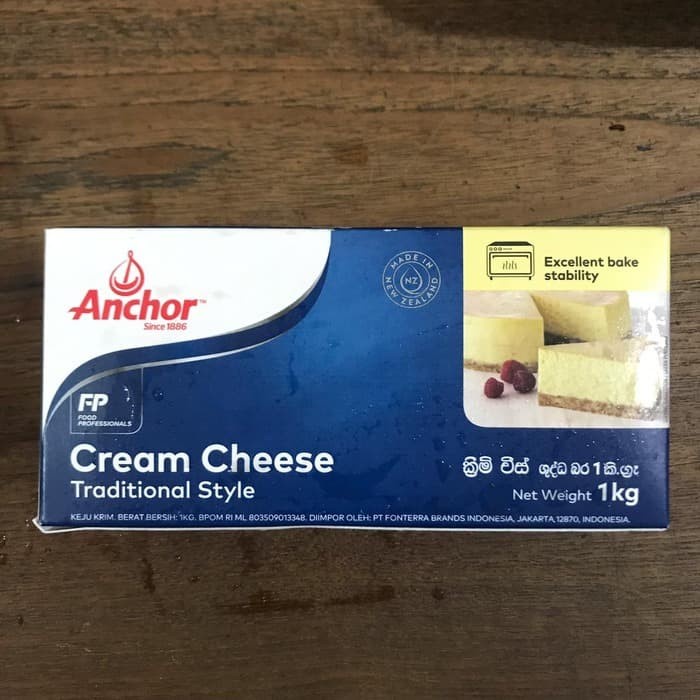 Anchor™
Since 1886
MADE IN
NZ
NEW ZEALAND
Excellent bake
stability
FP
FOOD
PROFESSIONALS
Cream Cheese
Traditional Style
ක්‍රීම් චීස් ශුද්ධ බර 1 කි.ග්‍රෑ
Net Weight 1kg
KEJU KRIM. BERAT BERSIH: 1KG. BPOM RI ML 803509013348. DIIMPOR OLEH: PT FONTERRA BRANDS INDONESIA, JAKARTA,12870, INDONESIA.